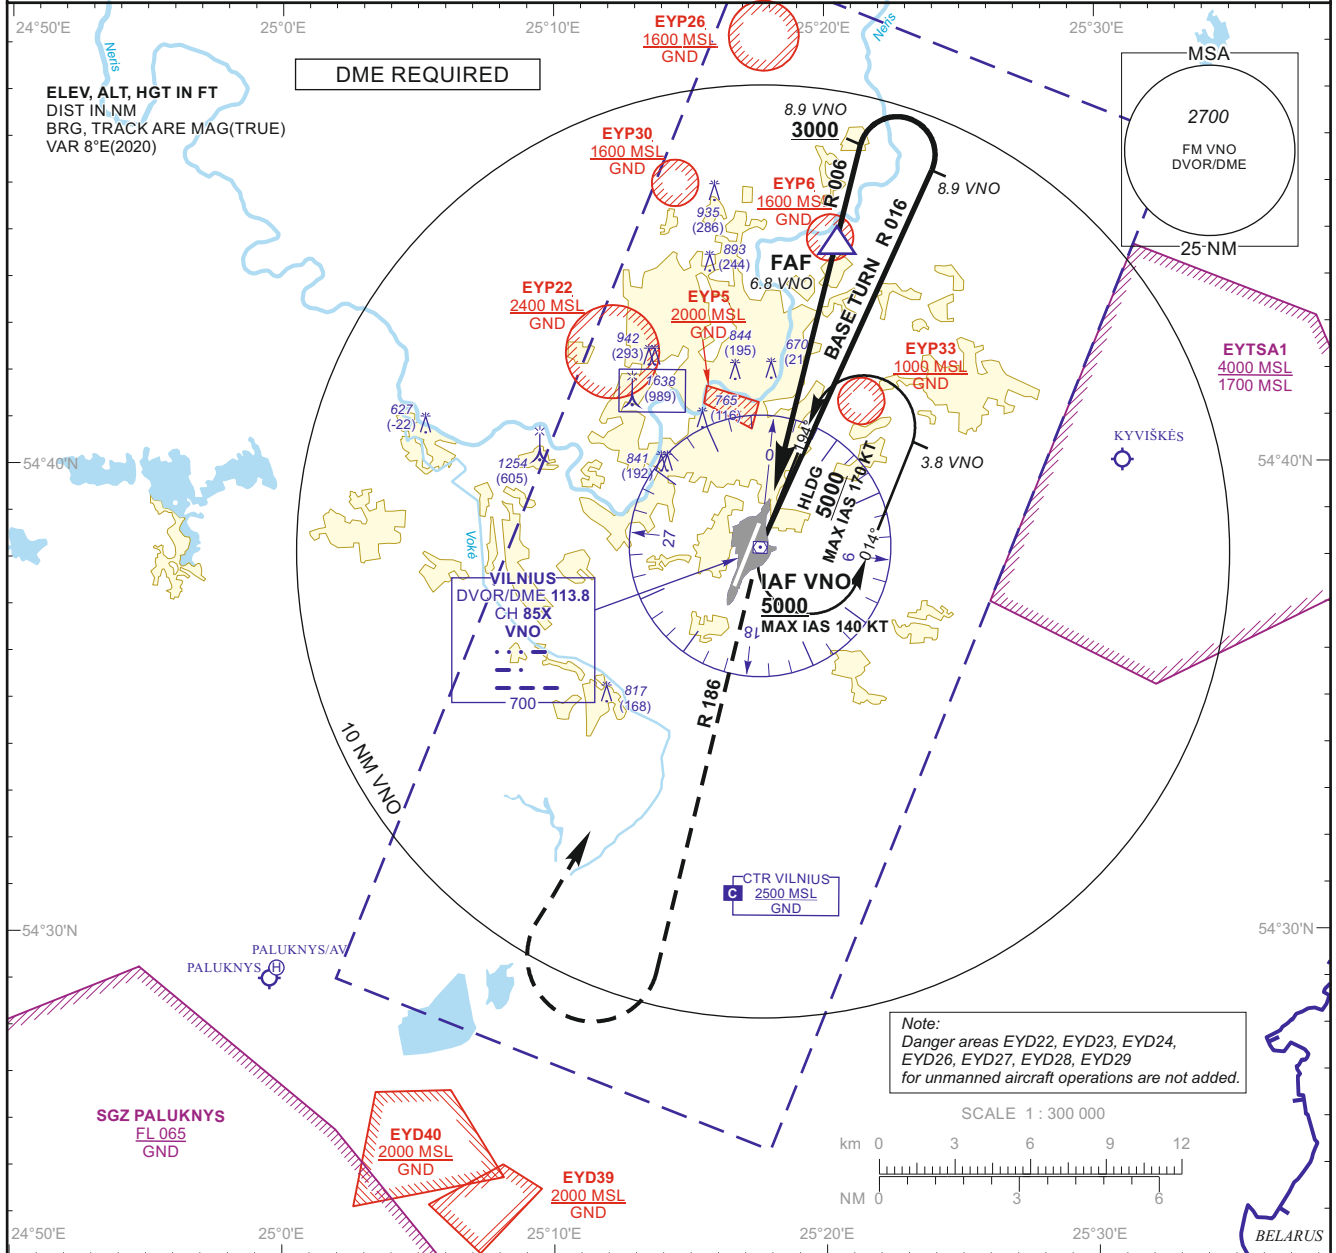 24°50'E
25°0'E
25°10'E
25°20'E
25°30'E
Neris
Neris
DME REQUIRED
ELEV, ALT, HGT IN FT
DIST IN NM
BRG, TRACK ARE MAG(TRUE)
VAR 8°E(2020)
EYP26
1600 MSL
GND
MSA
2700
FM VNO
DVOR/DME
25 NM
8.9 VNO
3000
8.9 VNO
EYP30
1600 MSL
GND
EYP6
1600 MSL
GND
R 006
BASE TURN R 016
935
(286)
893
(244)
FAF
6.8 VNO
EYP22
2400 MSL
GND
EYP5
2000 MSL
GND
942
(293)
844
(195)
670
(21
1638
(989)
765
(116)
EYP33
1000 MSL
GND
EYTSA1
4000 MSL
1700 MSL
627
(-22)
1254
(605)
841
(192)
194°
HLDG
5000
MAX IAS 170 KT
014°
3.8 VNO
KYVIŠKĖS
54°40'N
54°40'N
0
9
18
27
Vokė
VILNIUS
DVOR/DME 113.8
CH 85X
VNO
700
IAF VNO
5000
MAX IAS 140 KT
817
(168)
R 186
10 NM VNO
C
CTR VILNIUS
2500 MSL
GND
54°30'N
54°30'N
PALUKNYS/AV
PALUKNYS
H
Note:
Danger areas EYD22, EYD23, EYD24,
EYD26, EYD27, EYD28, EYD29
for unmanned aircraft operations are not added.
SCALE 1 : 300 000
km 0 3 6 9 12
NM 0 3 6
SGZ PALUKNYS
FL 065
GND
EYD40
2000 MSL
GND
EYD39
2000 MSL
GND
24°50'E
25°0'E
25°10'E
25°20'E
25°30'E
BELARUS